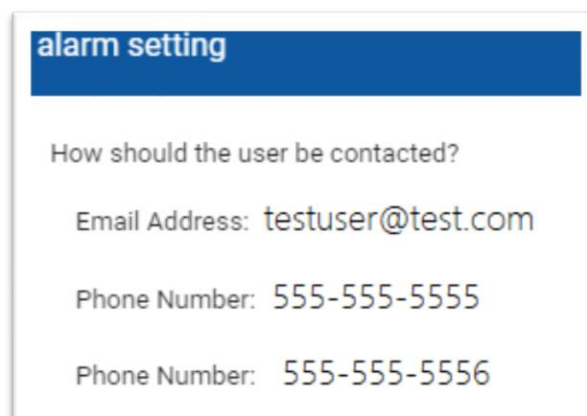 alarm setting
How should the user be contacted?
Email Address: testuser@test.com
Phone Number: 555-555-5555
Phone Number: 555-555-5556